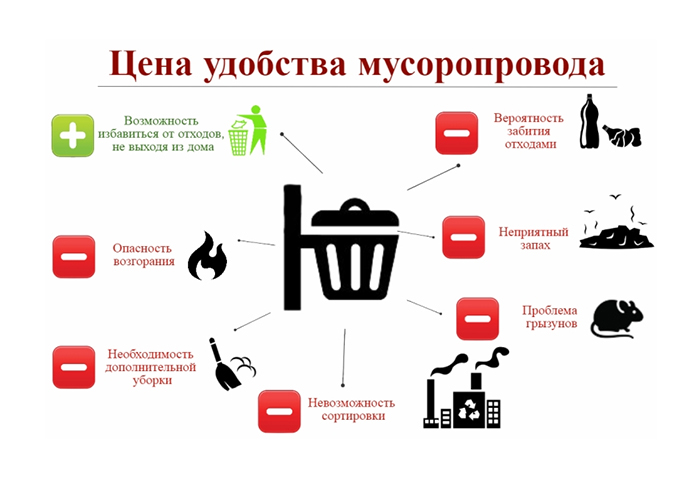 Цена удобства мусоропровода
Возможность
избавиться от отходов,
не выходя из дома
Вероятность
забития
отходами
Опасность
возгорания
Неприятный
запах
Проблема
грызунов
Необходимость
дополнительной
уборки
Невозможность
сортировки